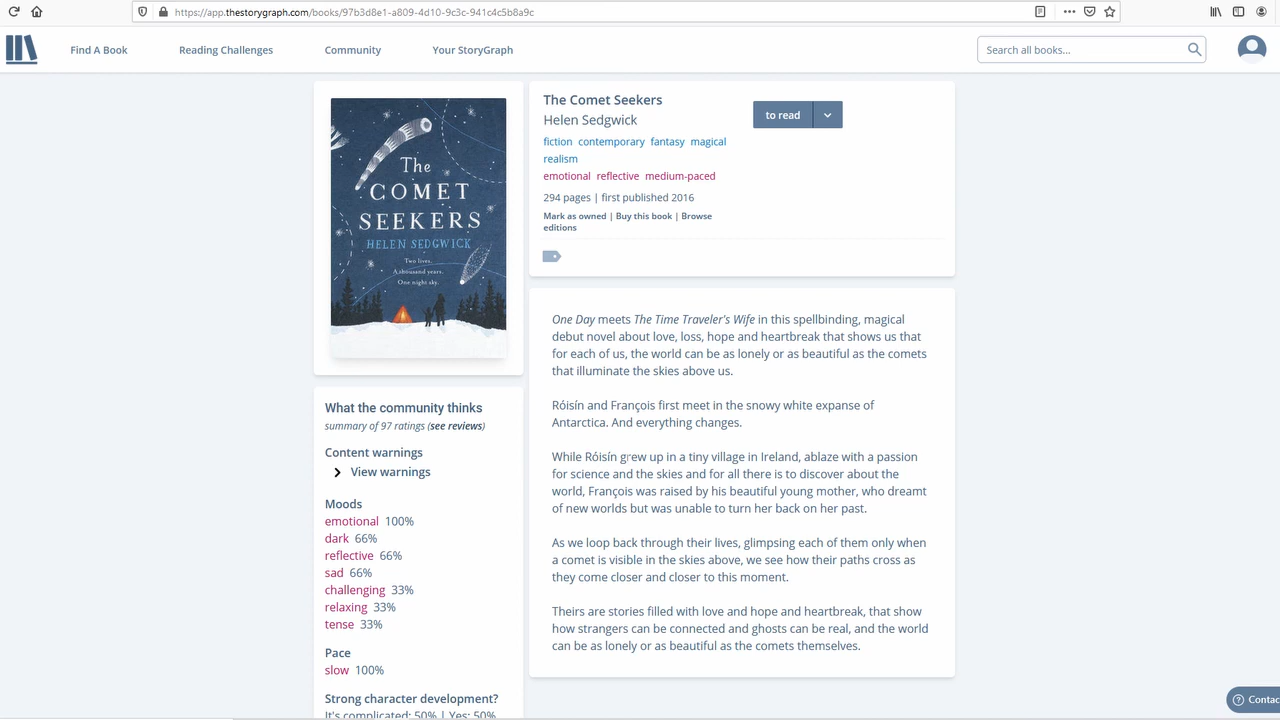 https://app.thestorygraph.com/books/97b3d8e1-a809-4d10-9c3c-941c4c5b8a9c
Find A Book
Reading Challenges
Community
Your StoryGraph
Search all books...
The
COMET
SEEKERS
HELEN SEDGWICK
Two lives.
A thousand years.
One night sky.
The Comet Seekers
Helen Sedgwick
to read
fiction contemporary fantasy magical
realism
emotional reflective medium-paced
294 pages | first published 2016
Mark as owned | Buy this book | Browse
editions
One Day meets The Time Traveler's Wife in this spellbinding, magical
debut novel about love, loss, hope and heartbreak that shows us that
for each of us, the world can be as lonely or as beautiful as the comets
that illuminate the skies above us.
Róisín and François first meet in the snowy white expanse of
Antarctica. And everything changes.
While Róisín grew up in a tiny village in Ireland, ablaze with a passion
for science and the skies and for all there is to discover about the
world, François was raised by his beautiful young mother, who dreamt
of new worlds but was unable to turn her back on her past.
As we loop back through their lives, glimpsing each of them only when
a comet is visible in the skies above, we see how their paths cross as
they come closer and closer to this moment.
Theirs are stories filled with love and hope and heartbreak, that show
how strangers can be connected and ghosts can be real, and the world
can be as lonely or as beautiful as the comets themselves.
What the community thinks
summary of 97 ratings (see reviews)
Content warnings
View warnings
Moods
emotional 100%
dark 66%
reflective 66%
sad 66%
challenging 33%
relaxing 33%
tense 33%
Pace
slow 100%
Strong character development?
It's complicated: 50% | Yes: 50%
Contac